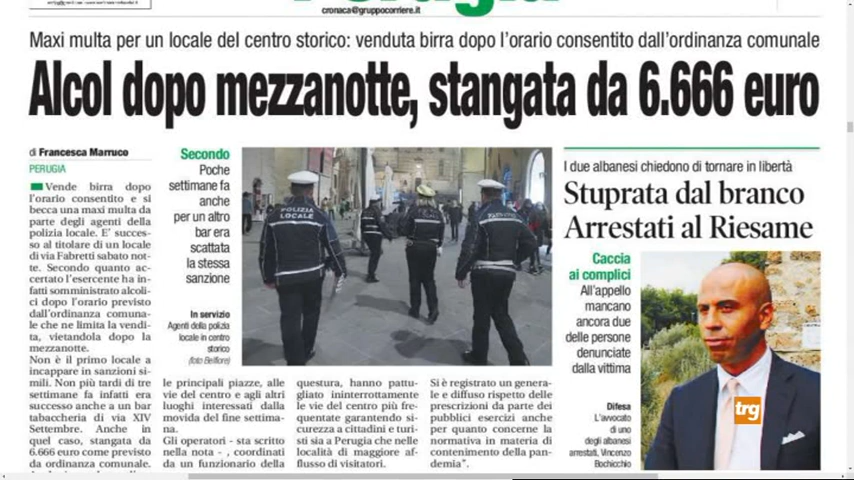 cronaca@gruppocorriere.it
Maxi multa per un locale del centro storico: venduta birra dopo l'orario consentito dall'ordinanza comunale
Alcol dopo mezzanotte, stangata da 6.666 euro
di Francesca Marruco
PERUGIA
Vende birra dopo
l'orario consentito e si
becca una maxi multa da
parte degli agenti della
polizia locale. E' succes-
so al titolare di un locale
di via Fabretti sabato not-
te. Secondo quanto ac-
certato l'esercente ha in-
fatti somministrato alcoli-
ci dopo l'orario previsto
dall'ordinanza comuna-
le che ne limita la vendi-
ta, vietandola dopo la
mezzanotte.
Non è il primo locale a
incappare in sanzioni si-
mili. Non più tardi di tre
settimane fa infatti era
successo anche a un bar
tabaccheria di via XIV
Settembre. Anche in
quel caso, stangata da
6.666 euro come previsto
da ordinanza comunale.
Secondo
Poche
settimane fa
anche
per un altro
bar era
scattata
la stessa
sanzione
In servizio
Agenti della polizia
locale in centro
storico
(foto Belfiore)
POLIZIA
LOCALE
le principali piazze, alle
vie del centro e agli altri
luoghi interessati dalla
movida del fine settima-
na.
Gli operatori - sta scritto
nella nota - , coordinati
da un funzionario della
questura, hanno pattu-
gliato ininterrottamente
le vie del centro più fre-
quentate garantendo si-
curezza a cittadini e turi-
sti sia a Perugia che nelle
località di maggiore af-
flusso di visitatori.
Si è registrato un genera-
le e diffuso rispetto delle
prescrizioni da parte dei
pubblici esercizi anche
per quanto concerne la
normativa in materia di
contenimento della pan-
demia".
I due albanesi chiedono di tornare in libertà
Stuprata dal branco
Arrestati al Riesame
Caccia
ai complici
All'appello
mancano
ancora due
delle persone
denunciate
dalla vittima
Difesa
L'avvocato
di uno
degli albanesi
arrestati, Vincenzo
Bochicchio
trg